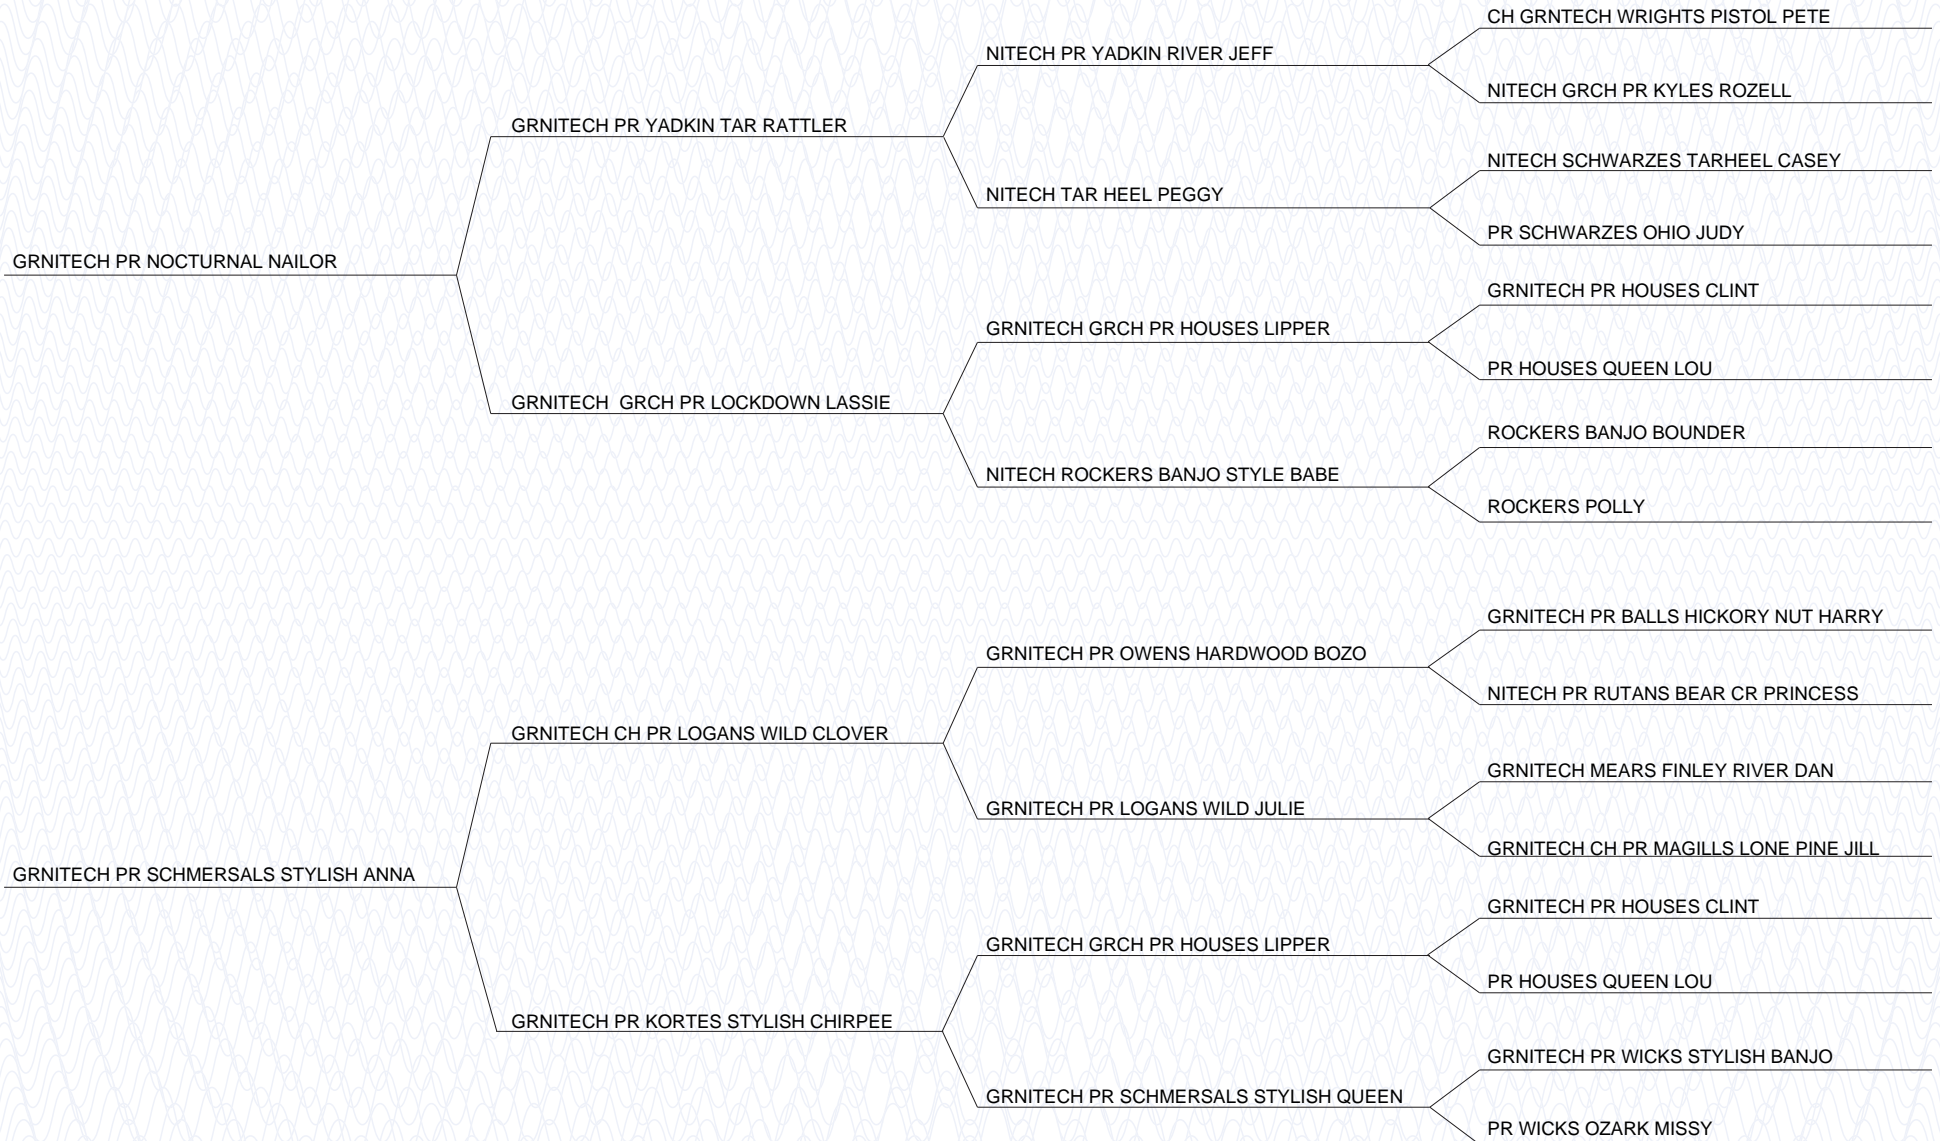 CH GRNTECH WRIGHTS PISTOL PETE
NITECH PR YADKIN RIVER JEFF
NITECH GRCH PR KYLES ROZELL
GRNITECH PR YADKIN TAR RATTLER
NITECH SCHWARZES TARHEEL CASEY
NITECH TAR HEEL PEGGY
PR SCHWARZES OHIO JUDY
GRNITECH PR NOCTURNAL NAILOR
GRNITECH PR HOUSES CLINT
GRNITECH GRCH PR HOUSES LIPPER
PR HOUSES QUEEN LOU
GRNITECH  GRCH PR LOCKDOWN LASSIE
ROCKERS BANJO BOUNDER
NITECH ROCKERS BANJO STYLE BABE
ROCKERS POLLY
GRNITECH PR BALLS HICKORY NUT HARRY
GRNITECH PR OWENS HARDWOOD BOZO
NITECH PR RUTANS BEAR CR PRINCESS
GRNITECH CH PR LOGANS WILD CLOVER
GRNITECH MEARS FINLEY RIVER DAN
GRNITECH PR LOGANS WILD JULIE
GRNITECH CH PR MAGILLS LONE PINE JILL
GRNITECH PR SCHMERSALS STYLISH ANNA
GRNITECH PR HOUSES CLINT
GRNITECH GRCH PR HOUSES LIPPER
PR HOUSES QUEEN LOU
GRNITECH PR KORTES STYLISH CHIRPEE
GRNITECH PR WICKS STYLISH BANJO
GRNITECH PR SCHMERSALS STYLISH QUEEN
PR WICKS OZARK MISSY